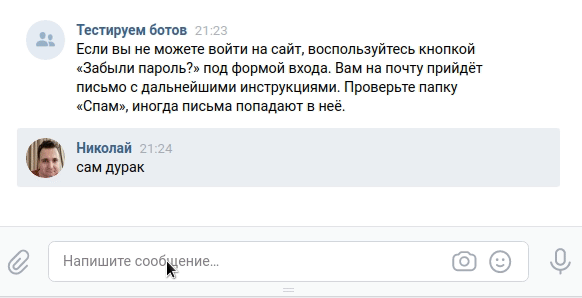 Тестируем ботов 21:23
Если вы не можете войти на сайт, воспользуйтесь кнопкой
«Забыли пароль?» под формой входа. Вам на почту прийдёт
письмо с дальнейшими инструкциями. Проверьте папку
«Спам», иногда письма попадают в неё.
Николай 21:24
сам дурак
Напишите сообщение...